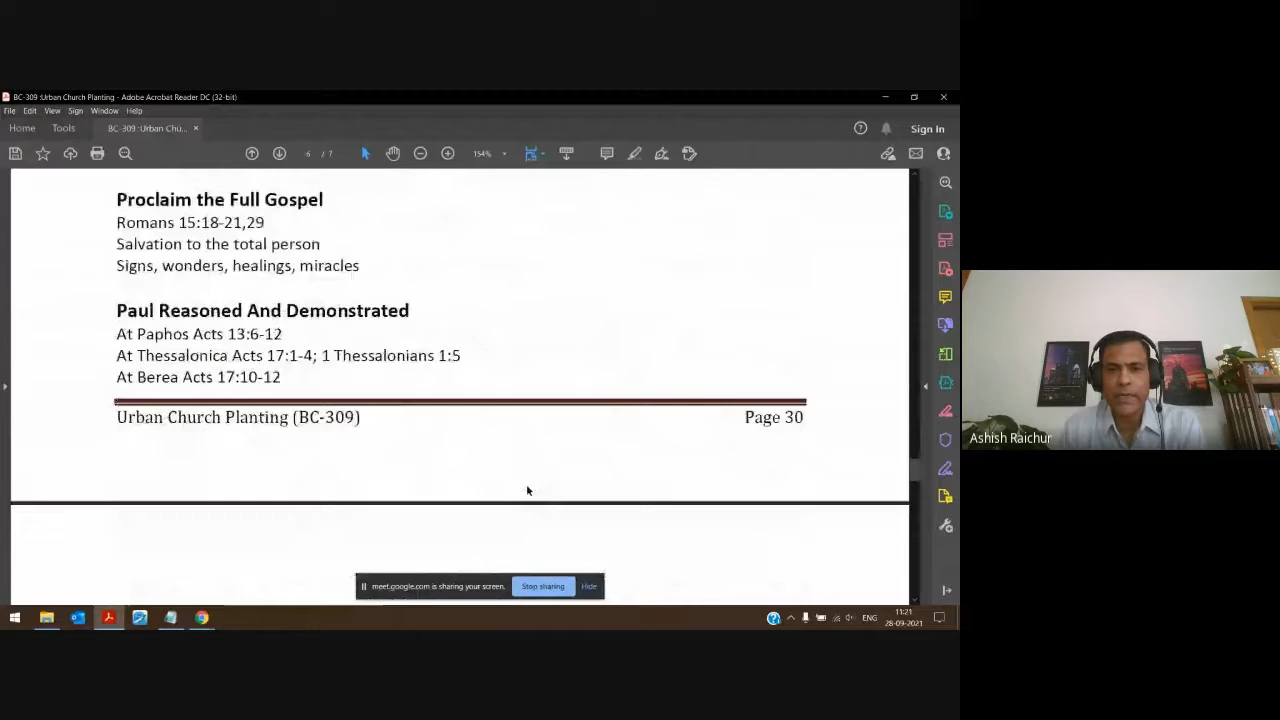 BC-309 :Urban Church Planting - Adobe Acrobat Reader DC (32-bit)
File Edit View Sign Window Help
Home Tools BC-309 :Urban Chu... × Sign In
6 / 7 154%
Proclaim the Full Gospel
Romans 15:18-21,29
Salvation to the total person
Signs, wonders, healings, miracles
Paul Reasoned And Demonstrated
At Paphos Acts 13:6-12
At Thessalonica Acts 17:1-4; 1 Thessalonians 1:5
At Berea Acts 17:10-12
Urban Church Planting (BC-309) Page 30
Ashish Raichur
meet.google.com is sharing your screen. Stop sharing Hide
ENG 11:21
28-09-2021